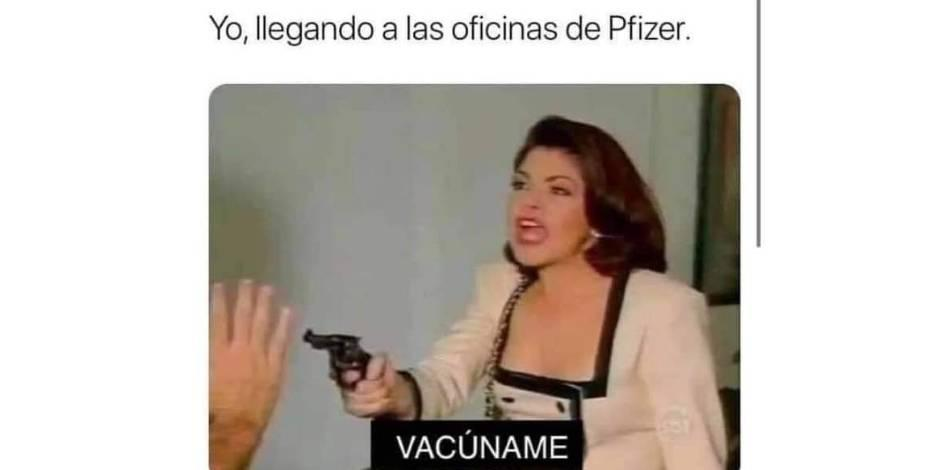 Yo, llegando a las oficinas de Pfizer.
VACÚNAME